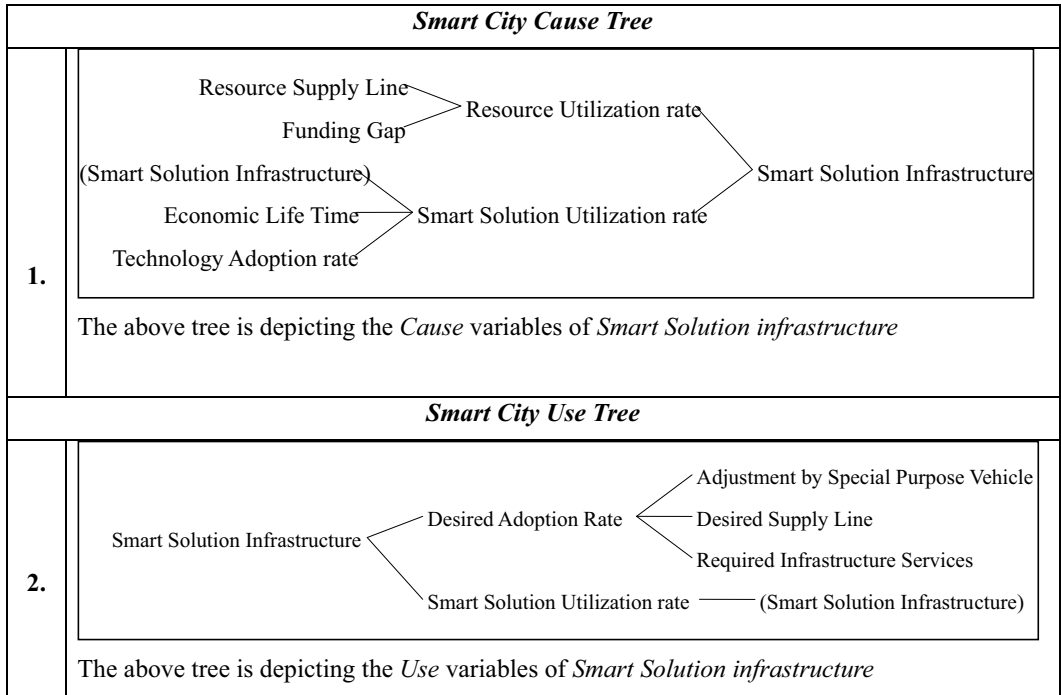 Smart City Cause Tree
1.
Resource Supply Line
Funding Gap
Resource Utilization rate
(Smart Solution Infrastructure)
Economic Life Time
Technology Adoption rate
Smart Solution Utilization rate
Smart Solution Infrastructure
The above tree is depicting the Cause variables of Smart Solution infrastructure
Smart City Use Tree
2.
Smart Solution Infrastructure
Desired Adoption Rate
Adjustment by Special Purpose Vehicle
Desired Supply Line
Required Infrastructure Services
Smart Solution Utilization rate
(Smart Solution Infrastructure)
The above tree is depicting the Use variables of Smart Solution infrastructure